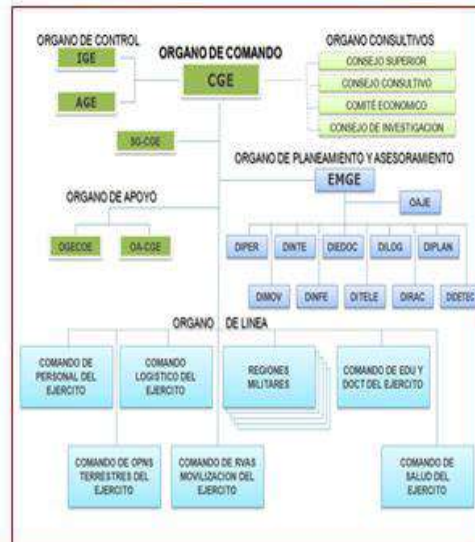 ORGANO DE CONTROL
ORGANO DE COMANDO
ORGANO CONSULTIVOS
IGE
CGE
CONSEJO SUPERIOR
CONSEJO CONSULTIVO
AGE
COMITÉ ECONOMICO
CONSEJO DE INVESTIGACION
SG-CGE
ORGANO DE PLANEAMIENTO Y ASESORAMIENTO
EMGE
ORGANO DE APOYO
OAJE
OGECOE
OA-CGE
DIPER
DINTE
DIEDOC
DILOG
DIPLAN
DIMOV
DINFE
DITELE
DIRAC
DIDETEC
ORGANO DE LINEA
COMANDO DE
PERSONAL DEL
EJERCITO
COMANDO
LOGISTICO DEL
EJERCITO
REGIONES
MILITARES
COMANDO DE EDU Y
DOCT DEL EJERCITO
COMANDO DE OPNS
TERRESTRES DEL
EJERCITO
COMANDO DE RVAS
MOVILIZACION DEL
EJERCITO
COMANDO DE
SALUD DEL
EJERCITO